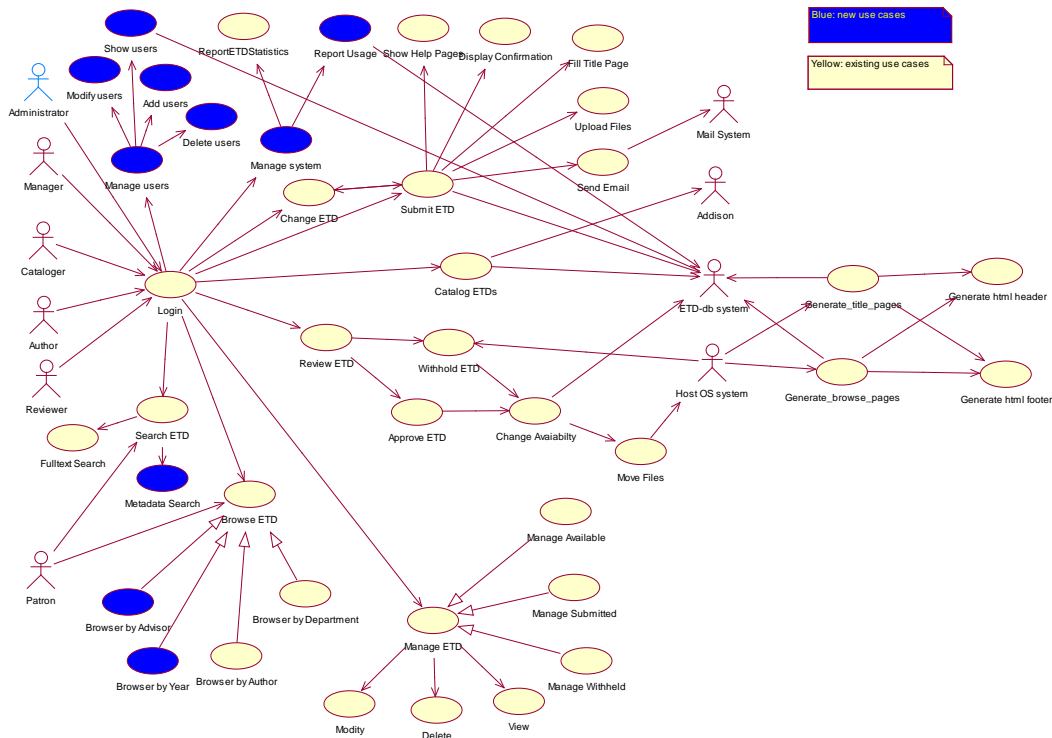 Blue: new use cases
Yellow: existing use cases
Show users
ReportETDStatistics
Report Usage
Show Help Pages
Display Confirmation
Fill Title Page
Modify users
Add users
Administrator
Delete users
Upload Files
Mail System
Manager
Manage users
Manage system
Send Email
Change ETD
Submit ETD
Addison
Cataloger
Catalog ETDs
Login
ETD-db system
Generate_title_pages
Generate html header
Author
Review ETD
Withhold ETD
Reviewer
Host OS system
Generate_browse_pages
Generate html footer
Search ETD
Approve ETD
Change Avaiabilty
Fulltext Search
Move Files
Metadata Search
Browse ETD
Manage Available
Patron
Browser by Advisor
Browser by Department
Manage Submitted
Manage ETD
Browser by Year
Browser by Author
Manage Withheld
Modity
Delete
View